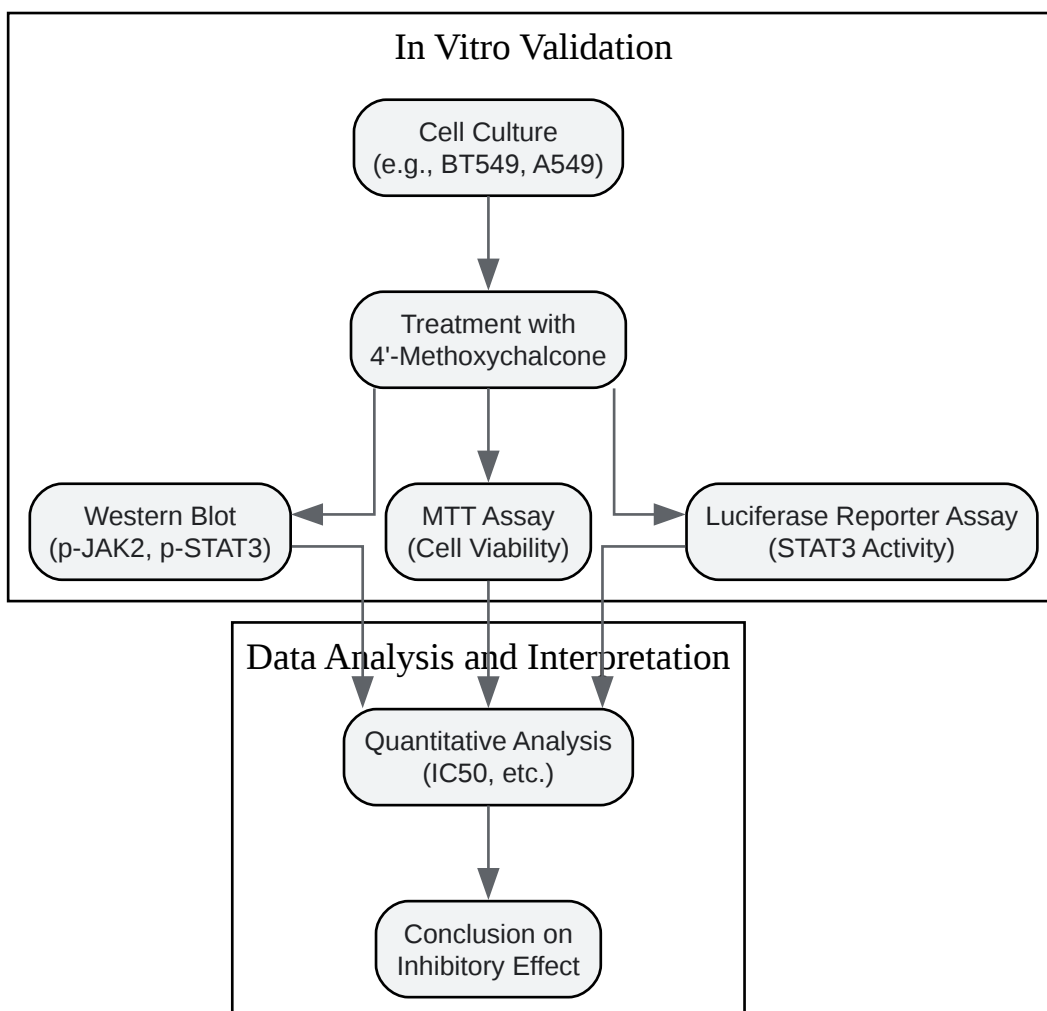 In Vitro Validation
Cell Culture
(e.g., BT549, A549)
Treatment with
4'-Methoxychalcone
Western Blot
(p-JAK2, p-STAT3)
MTT Assay
(Cell Viability)
Luciferase Reporter Assay
(STAT3 Activity)
Data Analysis and Interpretation
Quantitative Analysis
(IC50, etc.)
Conclusion on
Inhibitory Effect